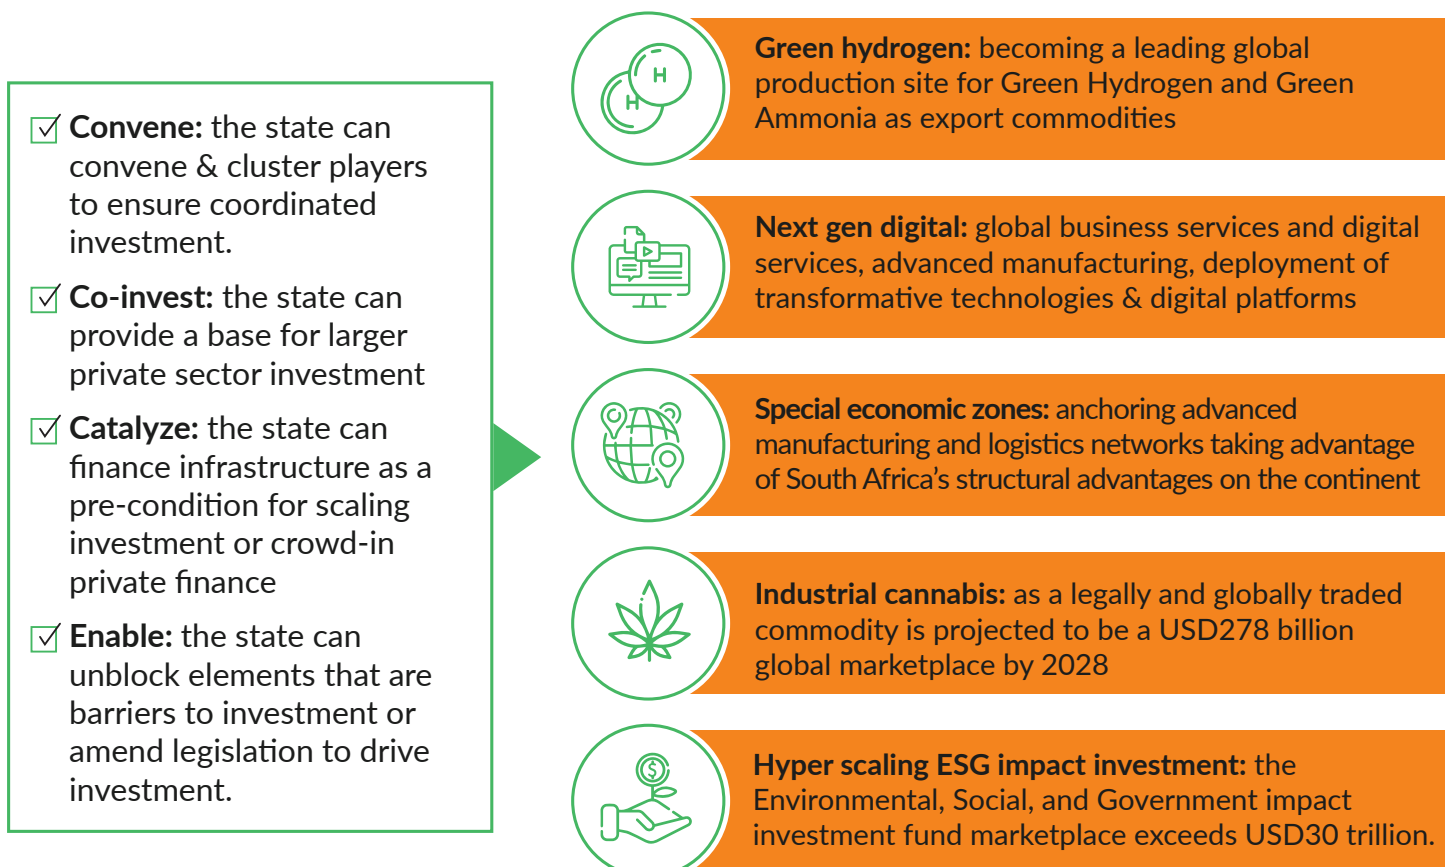 Convene: the state can
convene & cluster players
to ensure coordinated
investment.
Co-invest: the state can
provide a base for larger
private sector investment
Catalyze: the state can
finance infrastructure as a
pre-condition for scaling
investment or crowd-in
private finance
Enable: the state can
unblock elements that are
barriers to investment or
amend legislation to drive
investment.
H
H
Green hydrogen: becoming a leading global
production site for Green Hydrogen and Green
Ammonia as export commodities
Next gen digital: global business services and digital
services, advanced manufacturing, deployment of
transformative technologies & digital platforms
Special economic zones: anchoring advanced
manufacturing and logistics networks taking advantage
of South Africa's structural advantages on the continent
Industrial cannabis: as a legally and globally traded
commodity is projected to be a USD278 billion
global marketplace by 2028
$
Hyper scaling ESG impact investment: the
Environmental, Social, and Government impact
investment fund marketplace exceeds USD30 trillion.